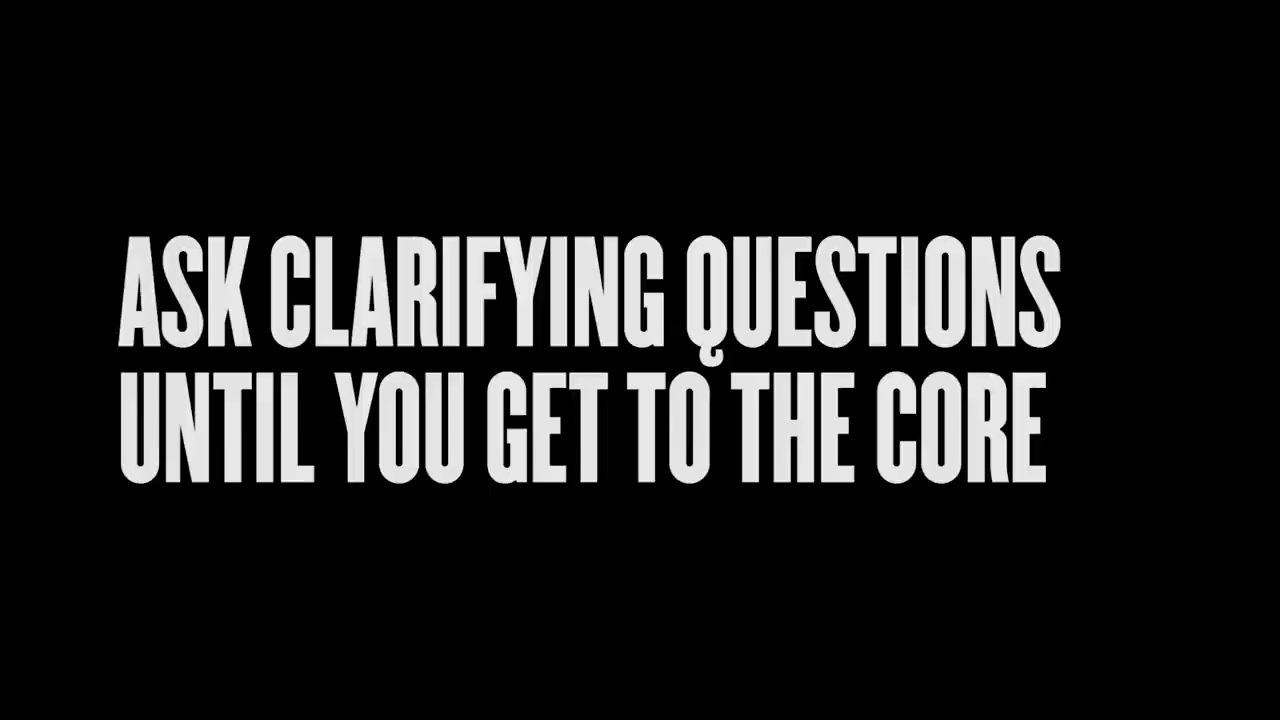 ASK CLARIFYING QUESTIONS
UNTIL YOU GET TO THE CORE